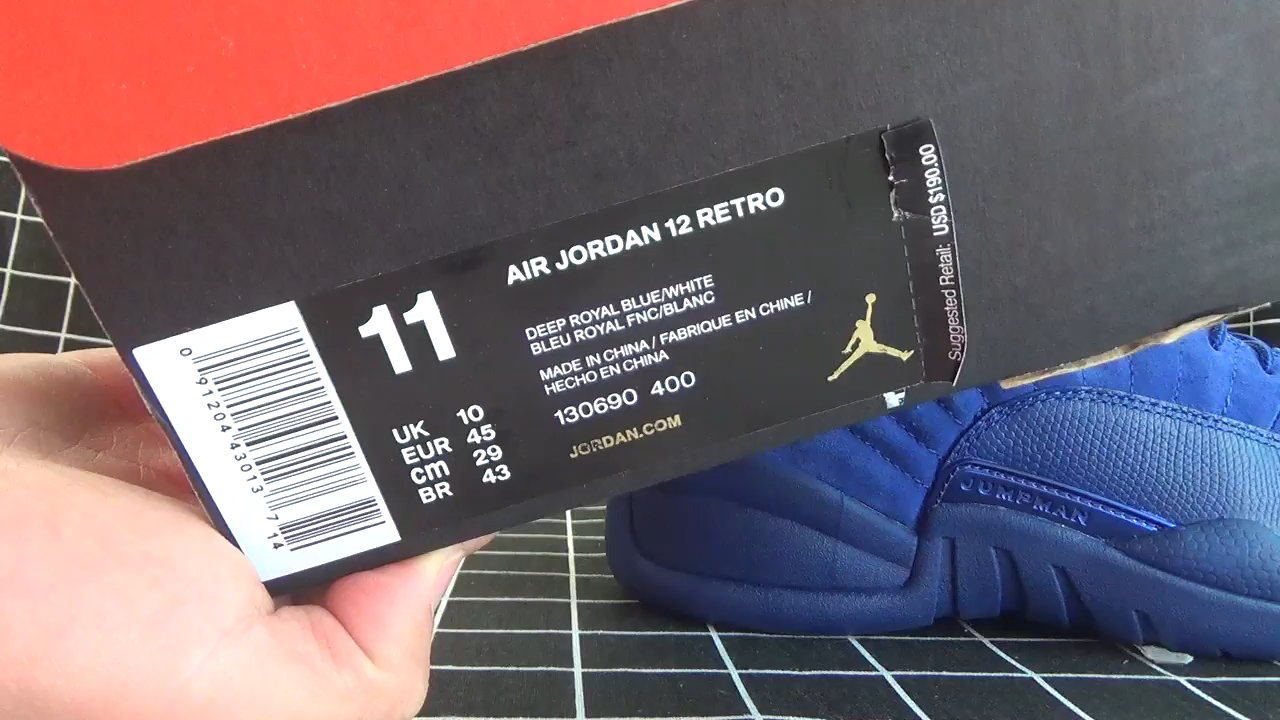 AIR JORDAN 12 RETRO
11
DEEP ROYAL BLUE/WHITE
BLEU ROYAL FNC/BLANC
MADE IN CHINA / FABRIQUE EN CHINE /
HECHO EN CHINA
130690 400
JORDAN.COM
UK 10
EUR 45
cm 29
BR 43
0 91204 43013 7 14
Suggested Retail: USD $190.00
JUMPMAN